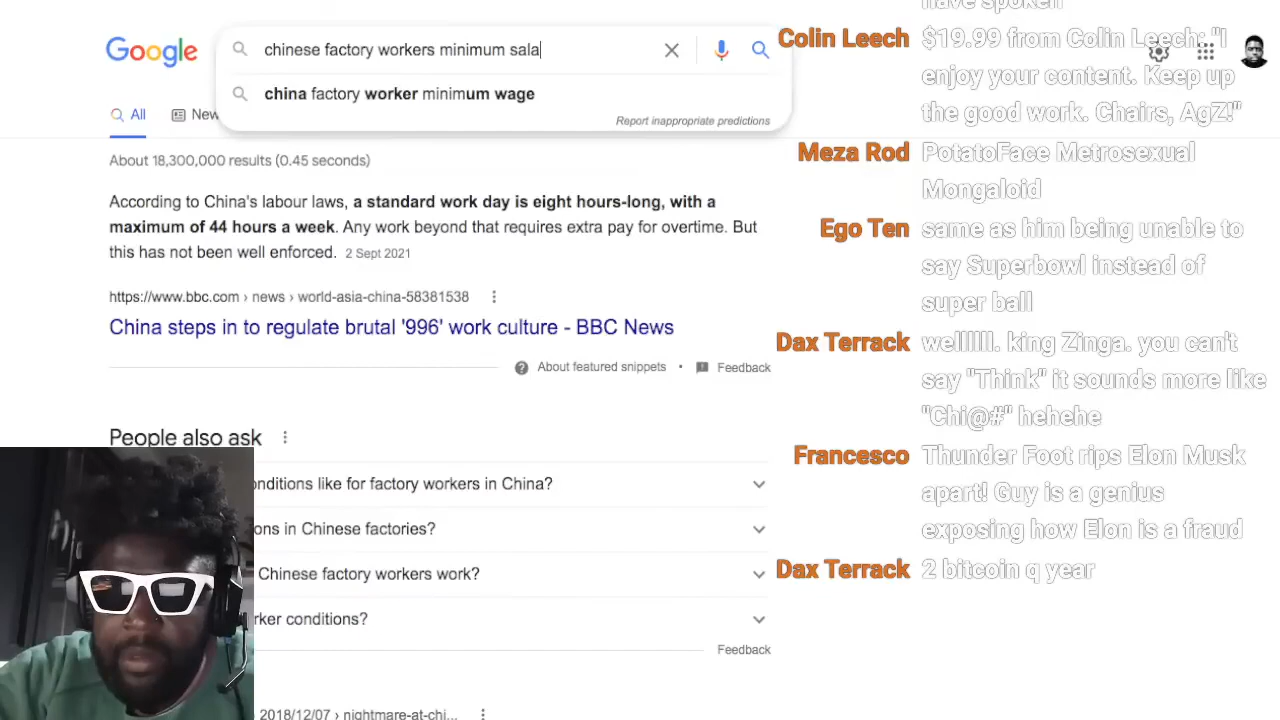 Google
chinese factory workers minimum sala
china factory worker minimum wage
Report inappropriate predictions
All
New
About 18,300,000 results (0.45 seconds)
According to China's labour laws, a standard work day is eight hours-long, with a
maximum of 44 hours a week. Any work beyond that requires extra pay for overtime. But
this has not been well enforced. 2 Sept 2021
https://www.bbc.com › news › world-asia-china-58381538
China steps in to regulate brutal '996' work culture - BBC News
About featured snippets • Feedback
People also ask
onditions like for factory workers in China?
ons in Chinese factories?
Chinese factory workers work?
rker conditions?
Feedback
2018/12/07 › nightmare-at-chi...
have spoken
Colin Leech $19.99 from Colin Leech: "I
enjoy your content. Keep up
the good work. Chairs, AgZ!"
Meza Rod PotatoFace Metrosexual
Mongaloid
Ego Ten same as him being unable to
say Superbowl instead of
super ball
Dax Terrack wellllll. king Zinga. you can't
say "Think" it sounds more like
"Chi@#" hehehe
Francesco Thunder Foot rips Elon Musk
apart! Guy is a genius
exposing how Elon is a fraud
Dax Terrack 2 bitcoin q year